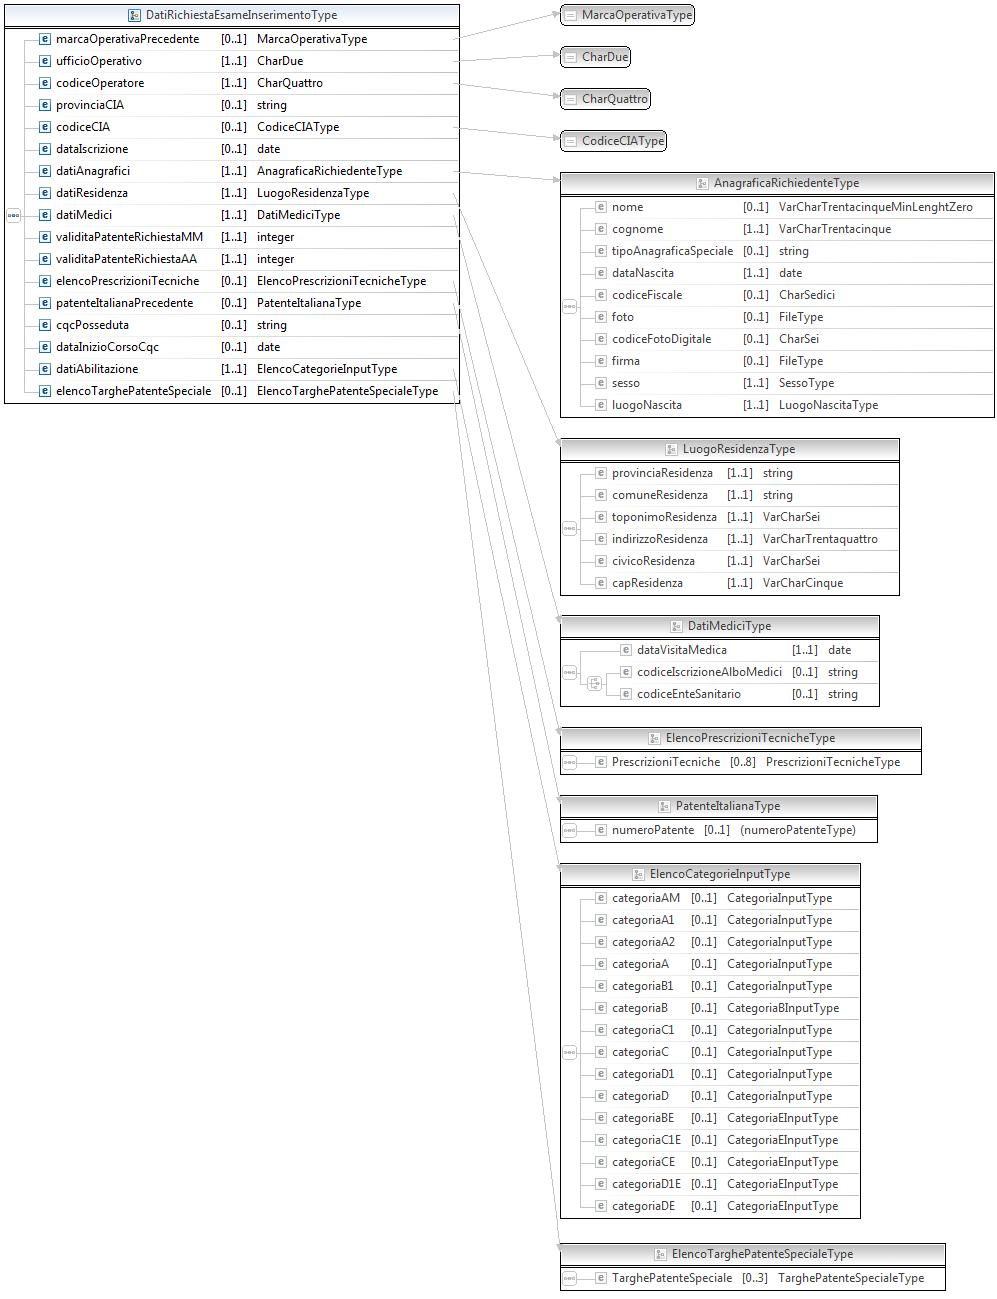 DatiRichiestaEsameInserimentoType
marcaOperativaPrecedente [0..1] MarcaOperativaType
ufficioOperativo [1..1] CharDue
codiceOperatore [1..1] CharQuattro
provinciaCIA [0..1] string
codiceCIA [0..1] CodiceCIAType
dataIscrizione [0..1] date
datiAnagrafici [1..1] AnagraficaRichiedenteType
datiResidenza [1..1] LuogoResidenzaType
datiMedici [1..1] DatiMediciType
validitaPatenteRichiestaMM [1..1] integer
validitaPatenteRichiestaAA [1..1] integer
elencoPrescrizioniTecniche [0..1] ElencoPrescrizioniTecnicheType
patenteItalianaPrecedente [0..1] PatenteItalianaType
cqcPosseduta [0..1] string
dataInizioCorsoCqc [0..1] date
datiAbilitazione [1..1] ElencoCategorieInputType
elencoTarghePatenteSpeciale [0..1] ElencoTarghePatenteSpecialeType
MarcaOperativaType
CharDue
CharQuattro
CodiceCIAType
AnagraficaRichiedenteType
nome [0..1] VarCharTrentacinqueMinLenghtZero
cognome [1..1] VarCharTrentacinque
tipoAnagraficaSpeciale [0..1] string
dataNascita [1..1] date
codiceFiscale [0..1] CharSedici
foto [0..1] FileType
codiceFotoDigitale [0..1] CharSei
firma [0..1] FileType
sesso [1..1] SessoType
luogoNascita [1..1] LuogoNascitaType
LuogoResidenzaType
provinciaResidenza [1..1] string
comuneResidenza [1..1] string
toponimoResidenza [1..1] VarCharSei
indirizzoResidenza [1..1] VarCharTrentaquattro
civicoResidenza [1..1] VarCharSei
capResidenza [1..1] VarCharCinque
DatiMediciType
dataVisitaMedica [1..1] date
codiceIscrizioneAlboMedici [0..1] string
codiceEnteSanitario [0..1] string
ElencoPrescrizioniTecnicheType
PrescrizioniTecniche [0..8] PrescrizioniTecnicheType
PatenteItalianaType
numeroPatente [0..1] (numeroPatenteType)
ElencoCategorieInputType
categoriaAM [0..1] CategoriaInputType
categoriaA1 [0..1] CategoriaInputType
categoriaA2 [0..1] CategoriaInputType
categoriaA [0..1] CategoriaInputType
categoriaB1 [0..1] CategoriaInputType
categoriaB [0..1] CategoriaBInputType
categoriaC1 [0..1] CategoriaInputType
categoriaC [0..1] CategoriaInputType
categoriaD1 [0..1] CategoriaInputType
categoriaD [0..1] CategoriaInputType
categoriaBE [0..1] CategoriaEInputType
categoriaC1E [0..1] CategoriaEInputType
categoriaCE [0..1] CategoriaEInputType
categoriaD1E [0..1] CategoriaEInputType
categoriaDE [0..1] CategoriaEInputType
ElencoTarghePatenteSpecialeType
TarghePatenteSpeciale [0..3] TarghePatenteSpecialeType